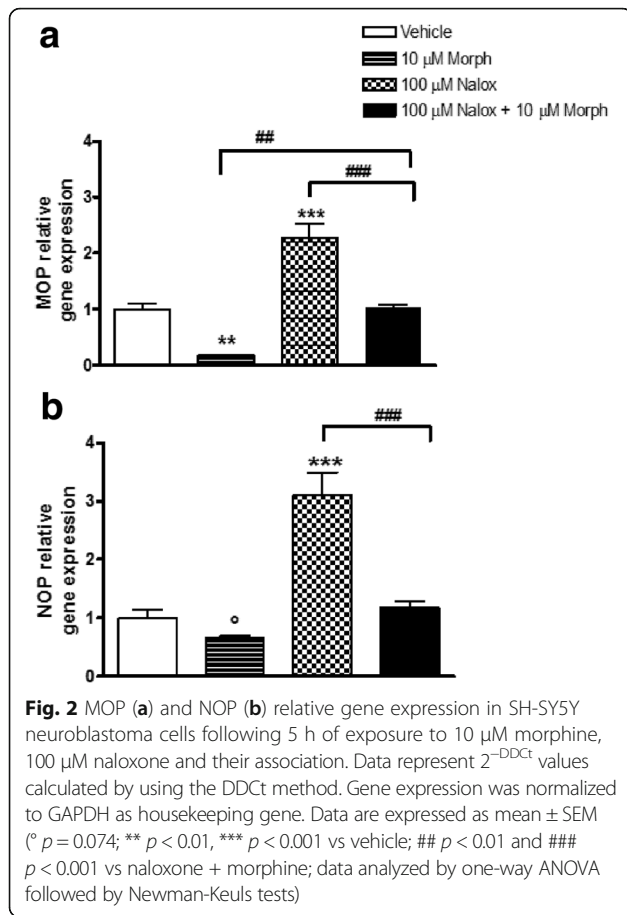 a
Vehicle
10 μM Morph
100 μM Nalox
100 μM Nalox + 10 μM Morph
##
###
***
**
MOP relative
gene expression
4
3
2
1
0
b
###
***
°
NOP relative
gene expression
4
3
2
1
0
Fig. 2 MOP (a) and NOP (b) relative gene expression in SH-SY5Y
neuroblastoma cells following 5 h of exposure to 10 μM morphine,
100 μM naloxone and their association. Data represent 2−DDCt values
calculated by using the DDCt method. Gene expression was normalized
to GAPDH as housekeeping gene. Data are expressed as mean ± SEM
(° p = 0.074; ** p < 0.01, *** p < 0.001 vs vehicle; ## p < 0.01 and ###
p < 0.001 vs naloxone + morphine; data analyzed by one-way ANOVA
followed by Newman-Keuls tests)